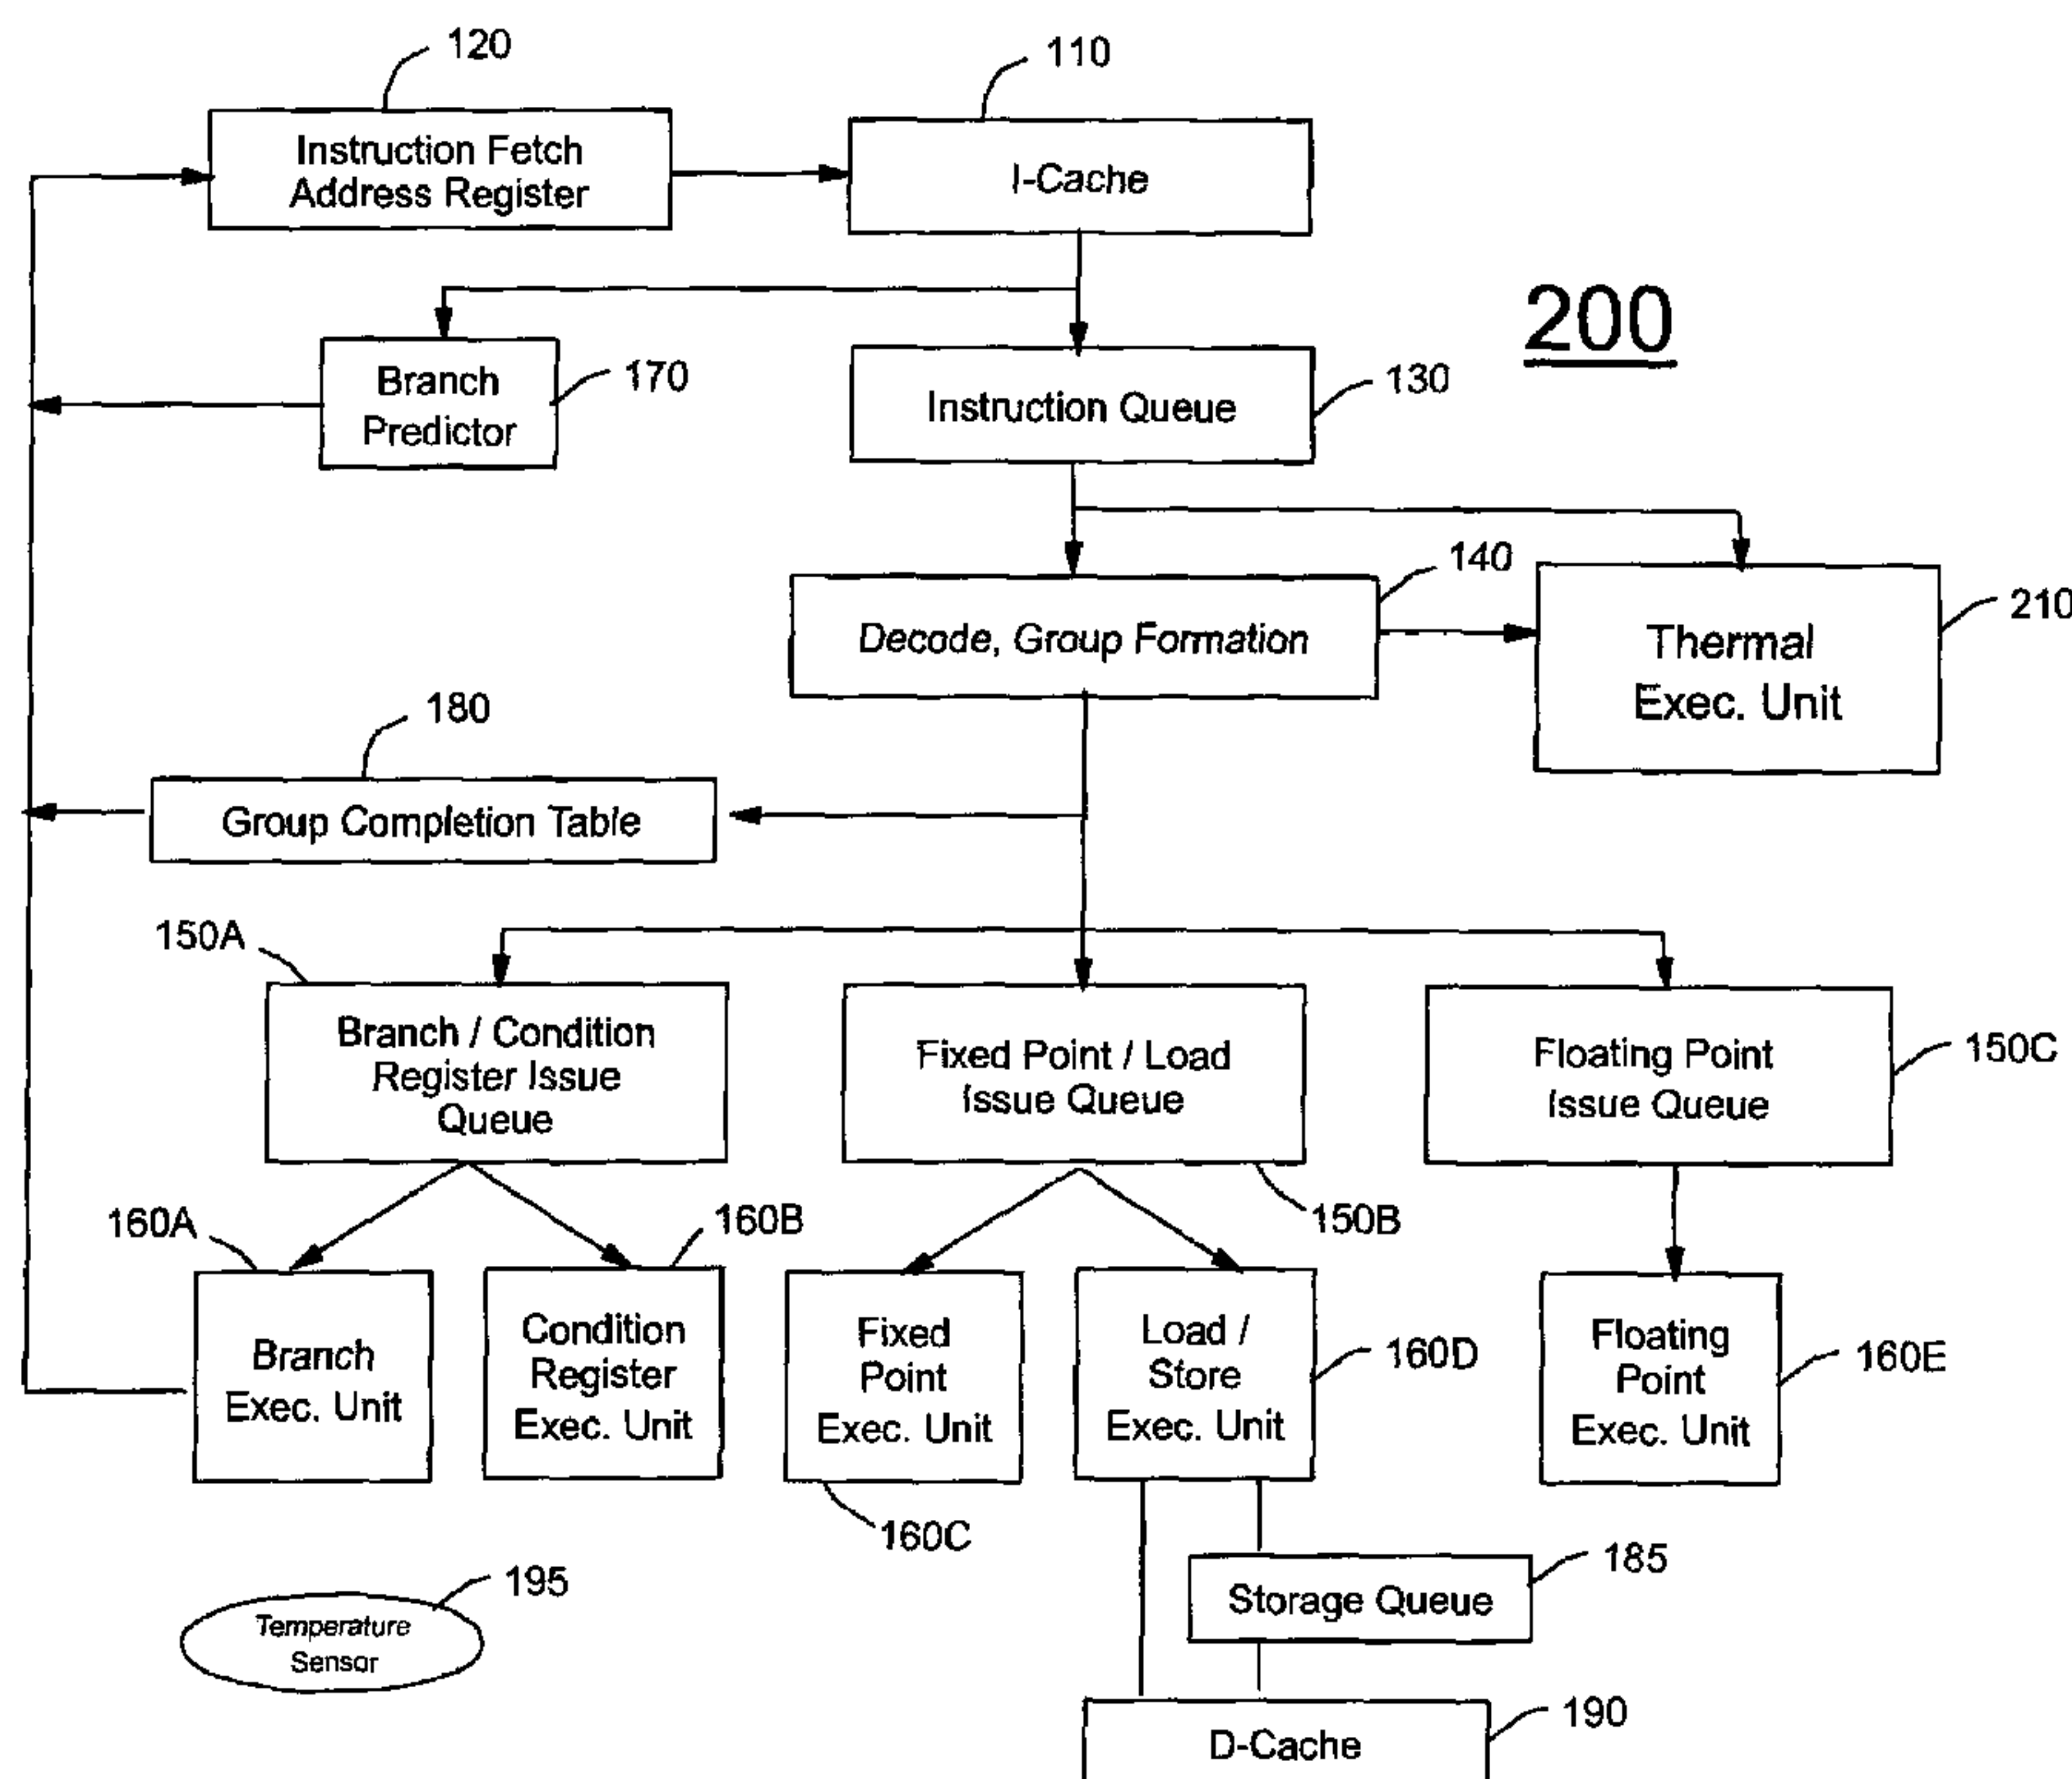 120
110
Instruction Fetch
Address Register
I-Cache
200
Branch
Predictor
170
Instruction Queue
130
140
Decode, Group Formation
Thermal
Exec. Unit
210
180
Group Completion Table
150A
Branch / Condition
Register Issue
Queue
Fixed Point / Load
Issue Queue
Floating Point
Issue Queue
150C
160A
160B
150B
Branch
Exec. Unit
Condition
Register
Exec. Unit
Fixed
Point
Exec. Unit
Load /
Store
Exec. Unit
160D
Floating
Point
Exec. Unit
160E
160C
195
Temperature
Sensor
185
Storage Queue
190
D-Cache